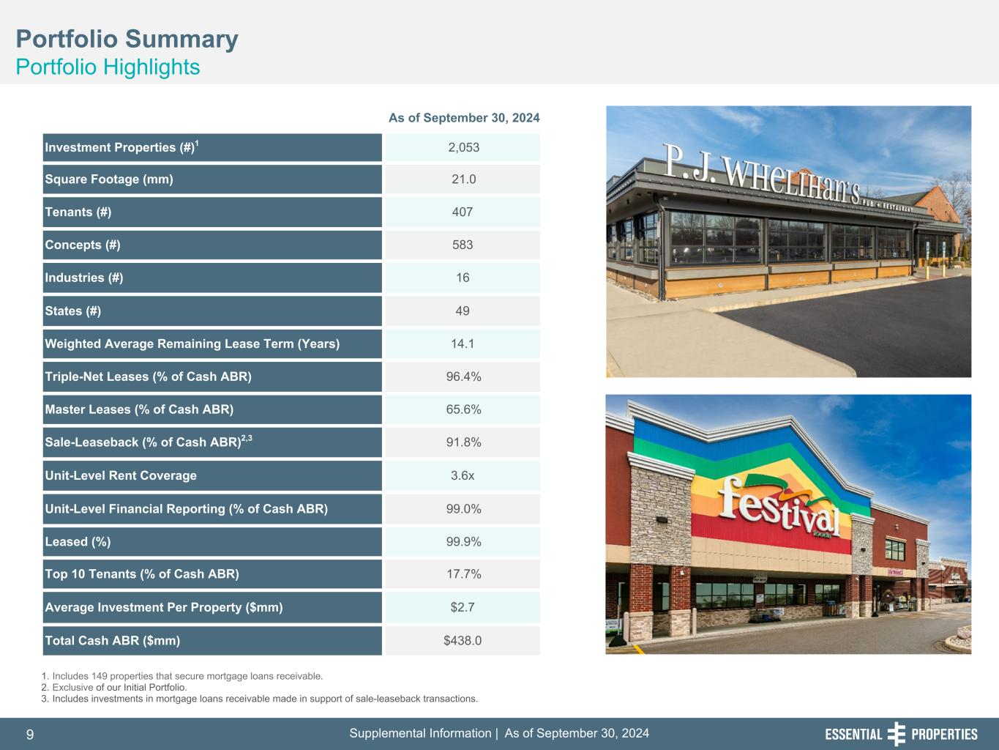 Portfolio Summary
Portfolio Highlights
As of September 30, 2024
Investment Properties (#)1 2,053
Square Footage (mm) 21.0
Tenants (#) 407
Concepts (#) 583
Industries (#) 16
States (#) 49
Weighted Average Remaining Lease Term (Years) 14.1
Triple-Net Leases (% of Cash ABR) 96.4%
Master Leases (% of Cash ABR) 65.6%
Sale-Leaseback (% of Cash ABR)2,3 91.8%
Unit-Level Rent Coverage 3.6x
Unit-Level Financial Reporting (% of Cash ABR) 99.0%
Leased (%) 99.9%
Top 10 Tenants (% of Cash ABR) 17.7%
Average Investment Per Property ($mm) $2.7
Total Cash ABR ($mm) $438.0
P.J. WHELIHAN'S PUB + RESTAURANT
festival
foods
1. Includes 149 properties that secure mortgage loans receivable.
2. Exclusive of our Initial Portfolio.
3. Includes investments in mortgage loans receivable made in support of sale-leaseback transactions.
9
Supplemental Information | As of September 30, 2024
ESSENTIAL PROPERTIES